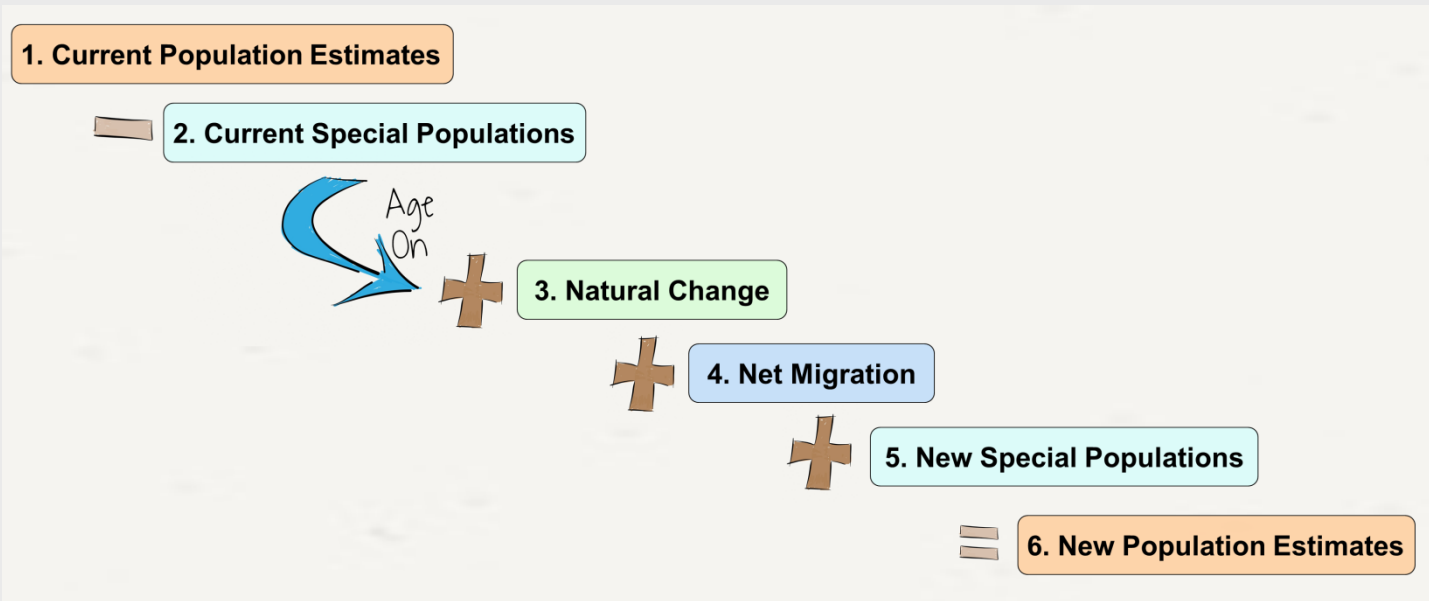 1. Current Population Estimates
2. Current Special Populations
Age
On
3. Natural Change
4. Net Migration
5. New Special Populations
6. New Population Estimates